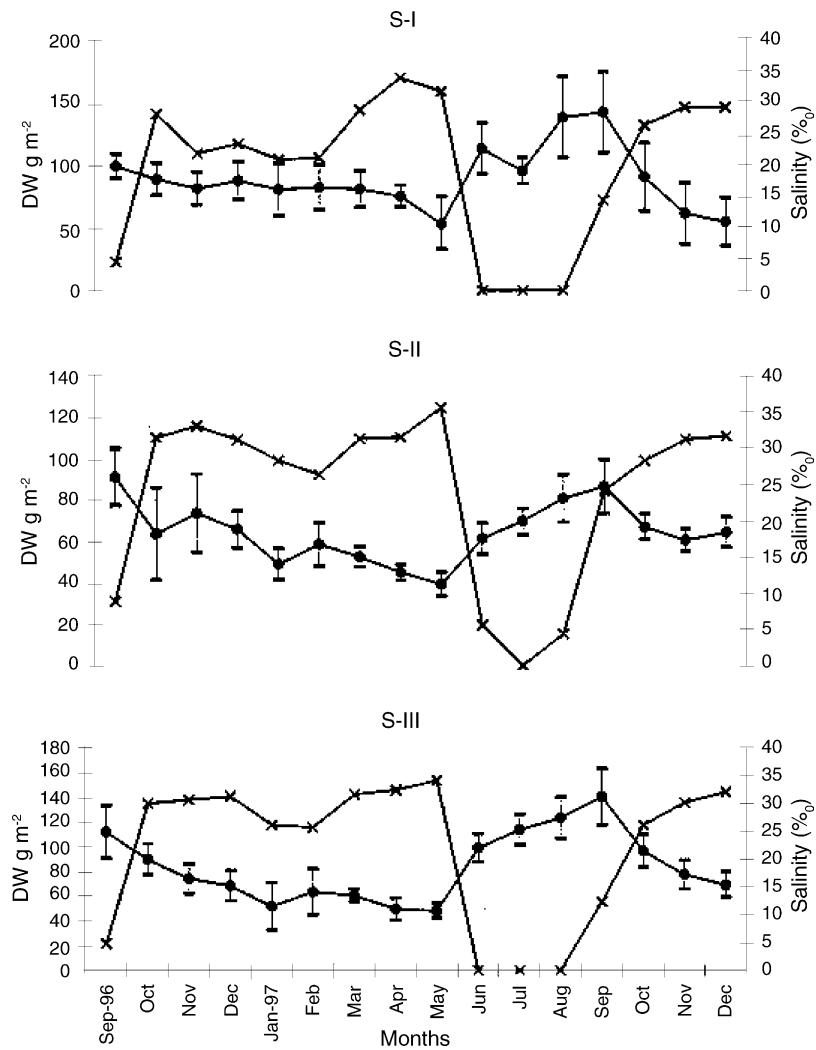 S-I
200
150
100
50
0
DW g m-2
40
35
30
25
20
15
10
5
0
Salinity (%0)
S-II
140
120
100
80
60
40
20
0
DW g m-2
40
35
30
25
20
15
10
5
0
Salinity (%0)
S-III
180
160
140
120
100
80
60
40
20
0
DW g m-2
40
35
30
25
20
15
10
5
0
Salinity (%0)
Sep-96
Oct
Nov
Dec
Jan-97
Feb
Mar
Apr
May
Jun
Jul
Aug
Sep
Oct
Nov
Dec
Months